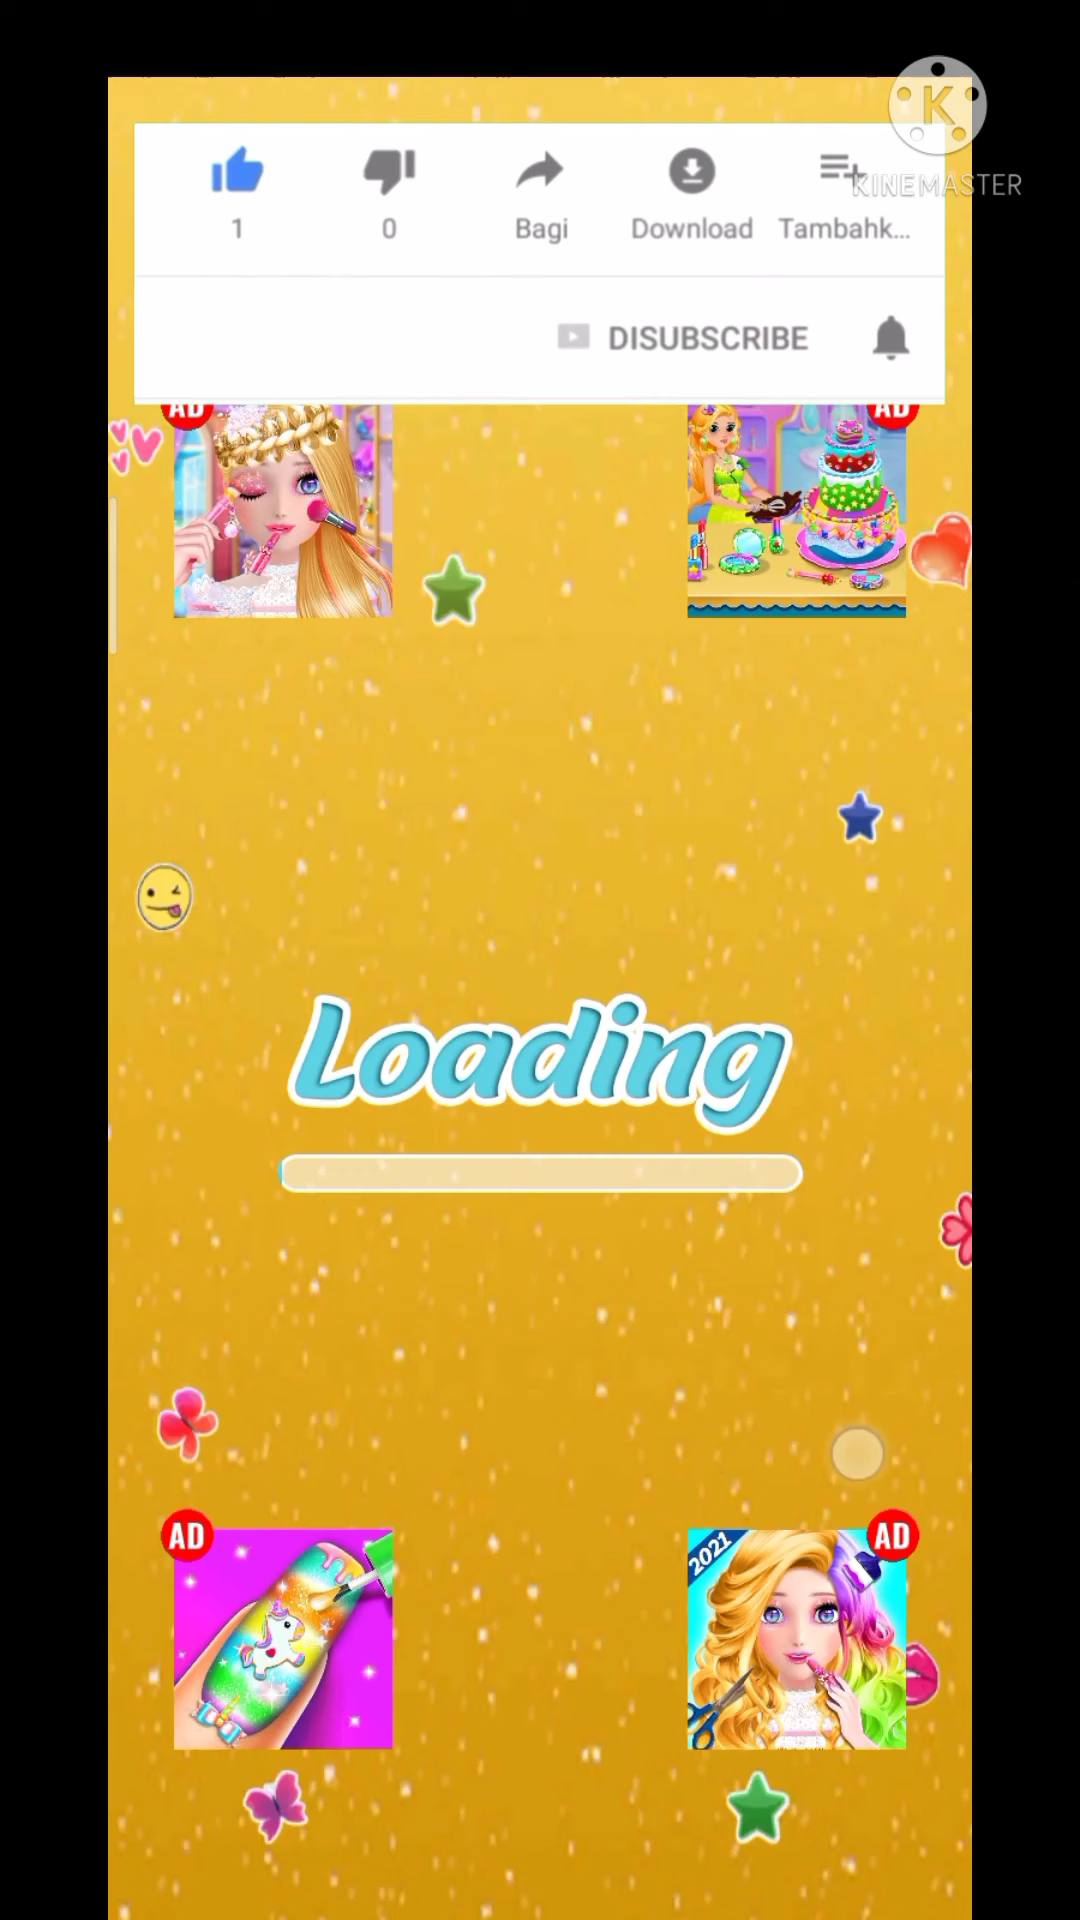 K
KINEMASTER
1
0
Bagi
Download
Tambahk...
DISUBSCRIBE
AD
AD
Loading
AD
AD
2021